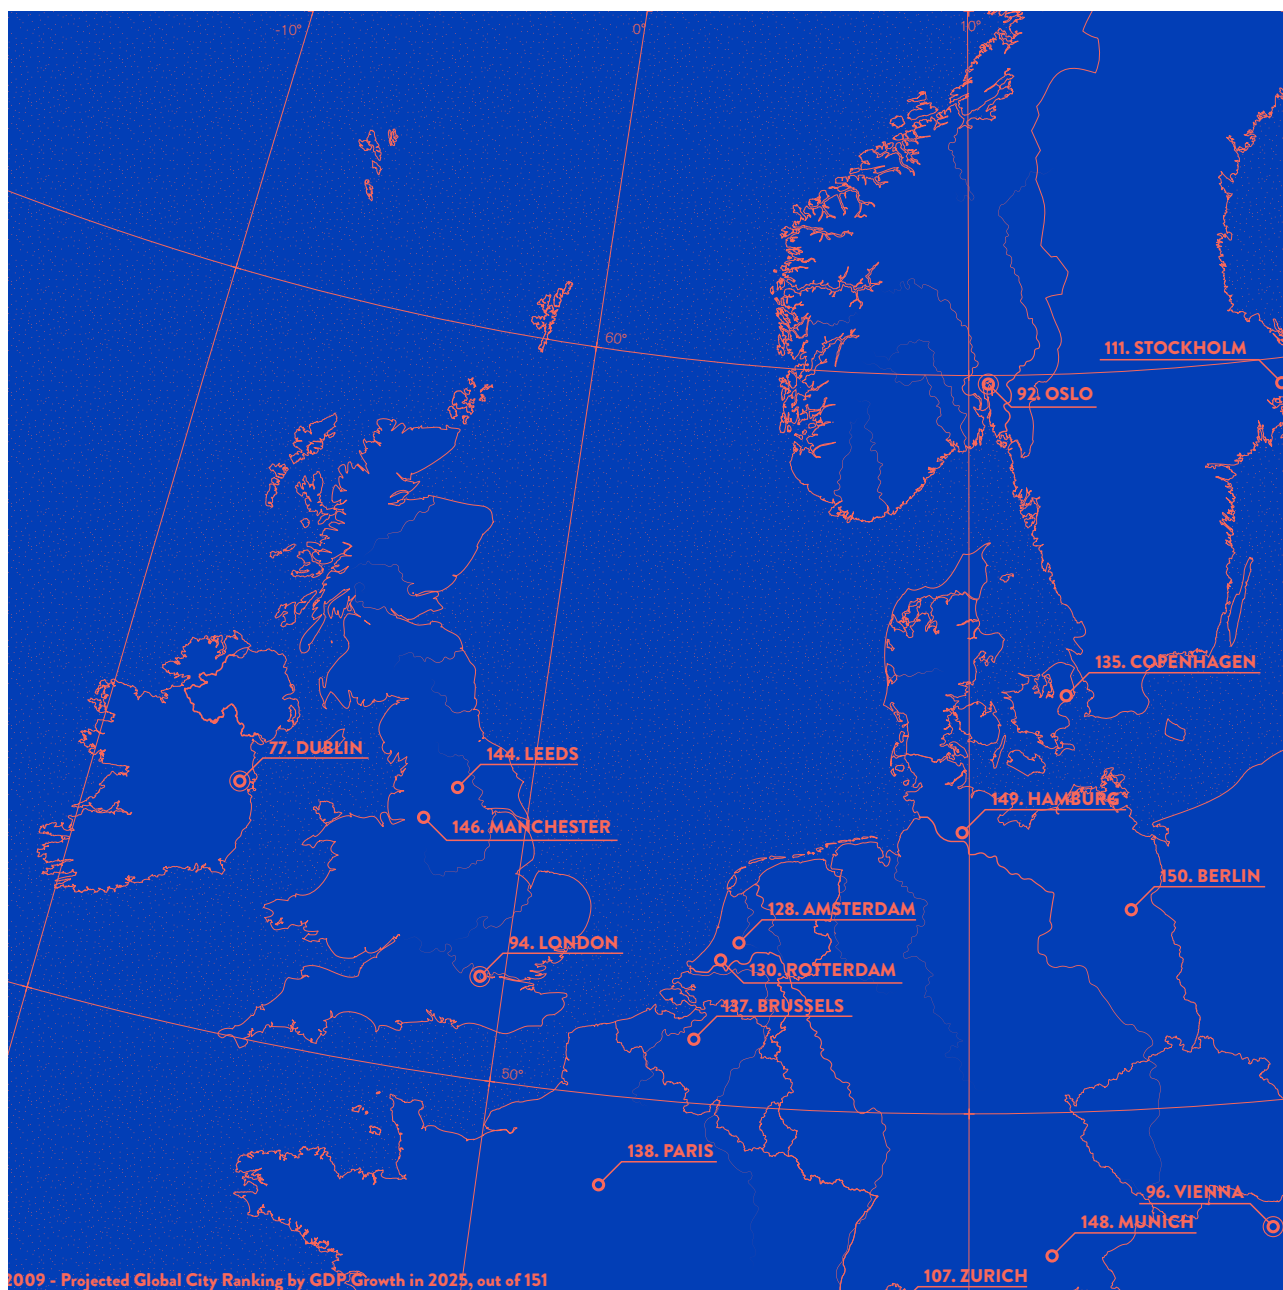 -10°
0°
10°
60°
111. STOCKHOLM
92. OSLO
135. COPENHAGEN
77. DUBLIN
144. LEEDS
149. HAMBURG
146. MANCHESTER
150. BERLIN
128. AMSTERDAM
94. LONDON
130. ROTTERDAM
137. BRUSSELS
50°
138. PARIS
96. VIENNA
148. MUNICH
107. ZURICH
2009 - Projected Global City Ranking by GDP Growth in 2025, out of 151